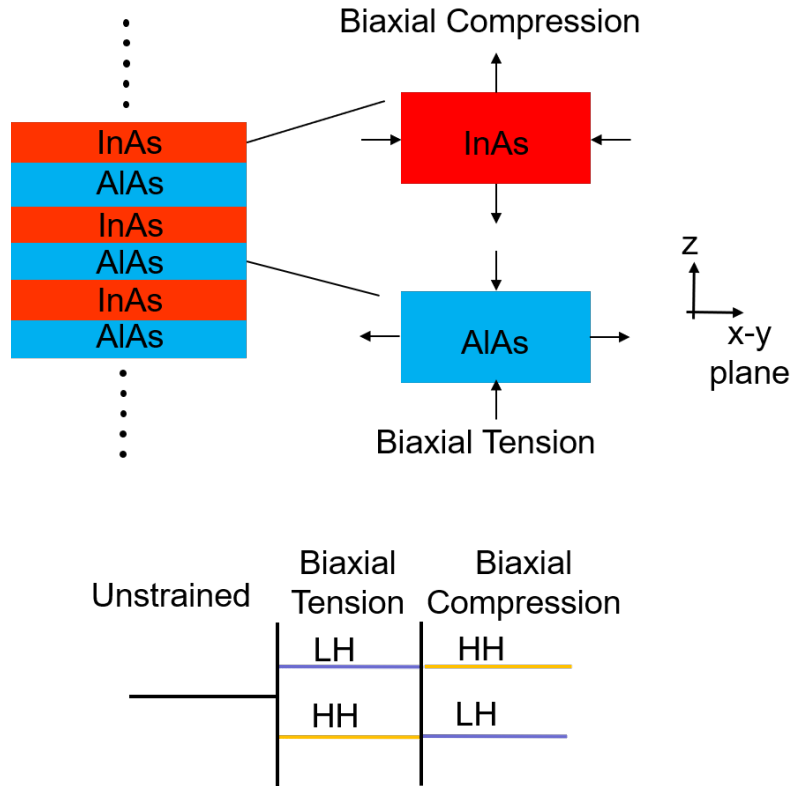 Biaxial Compression
InAs
AlAs
InAs
AlAs
InAs
AlAs
InAs
AlAs
z
x-y
plane
Biaxial Tension
Unstrained
Biaxial
Tension
Biaxial
Compression
LH
HH
HH
LH